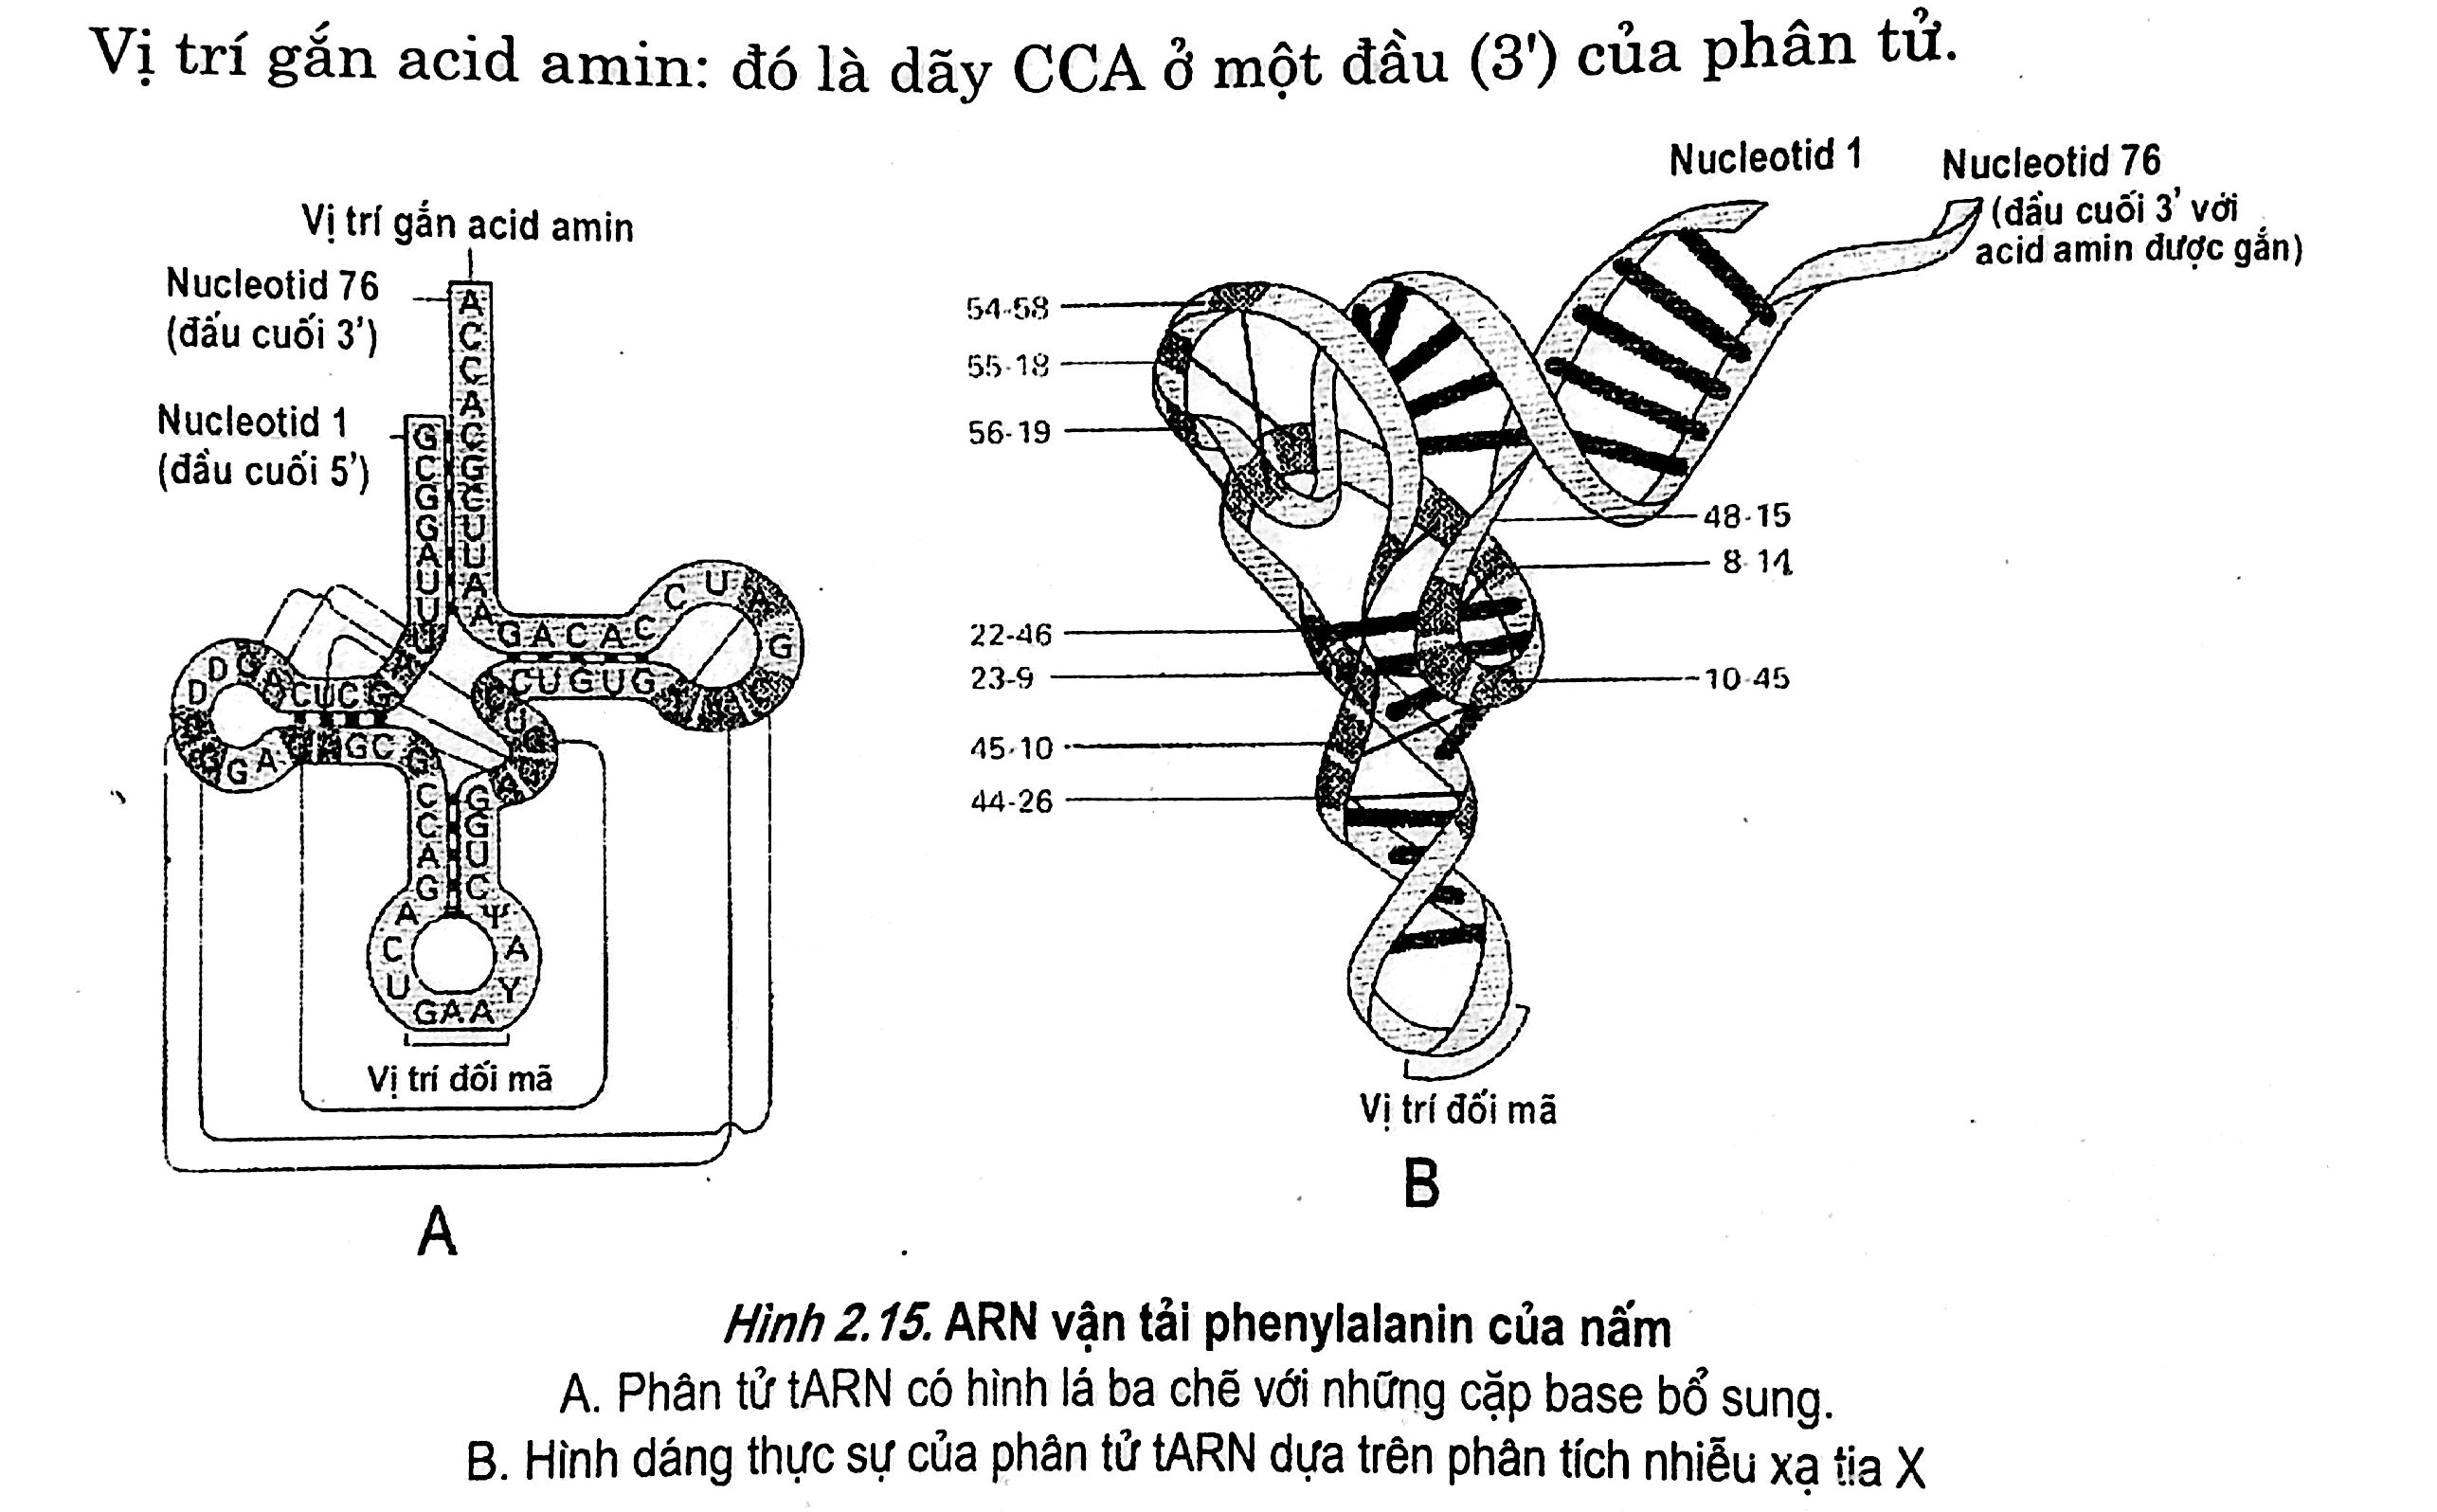 Vị trí gắn acid amin: đó là dãy CCA ở một đầu (3') của phân tử.
Vị trí gắn acid amin
Nucleotid 76
(đấu cuối 3')
Nucleotid 1
(đầu cuối 5')
A
C
C
A
C
G
C
U
U
A
A
G
C
G
G
A
U
U
U
G A C A C
C U A
G
C U G U G
D
D G A
C U C G
G G A
G C
C
C
A
G
G
G
U
C
A
C
U
G A A
Y
A
Ψ
Vị trí đối mã
A
Nucleotid 1
Nucleotid 76
(đầu cuối 3' với
acid amin được gắn)
54-58
55-18
56-19
48-15
8-14
22-46
23-9
10-45
45-10
44-26
Vị trí đối mã
B
Hình 2.15. ARN vận tải phenylalanin của nấm
A. Phân tử tARN có hình lá ba chẽ với những cặp base bổ sung.
B. Hình dáng thực sự của phân tử tARN dựa trên phân tích nhiễu xạ tia X